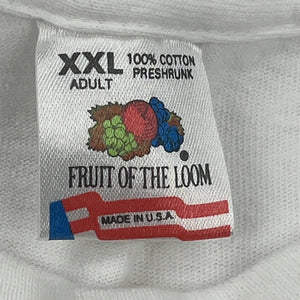 XXL 100% COTTON
ADULT PRESHRUNK
FRUIT OF THE LOOM
MADE IN U.S.A.